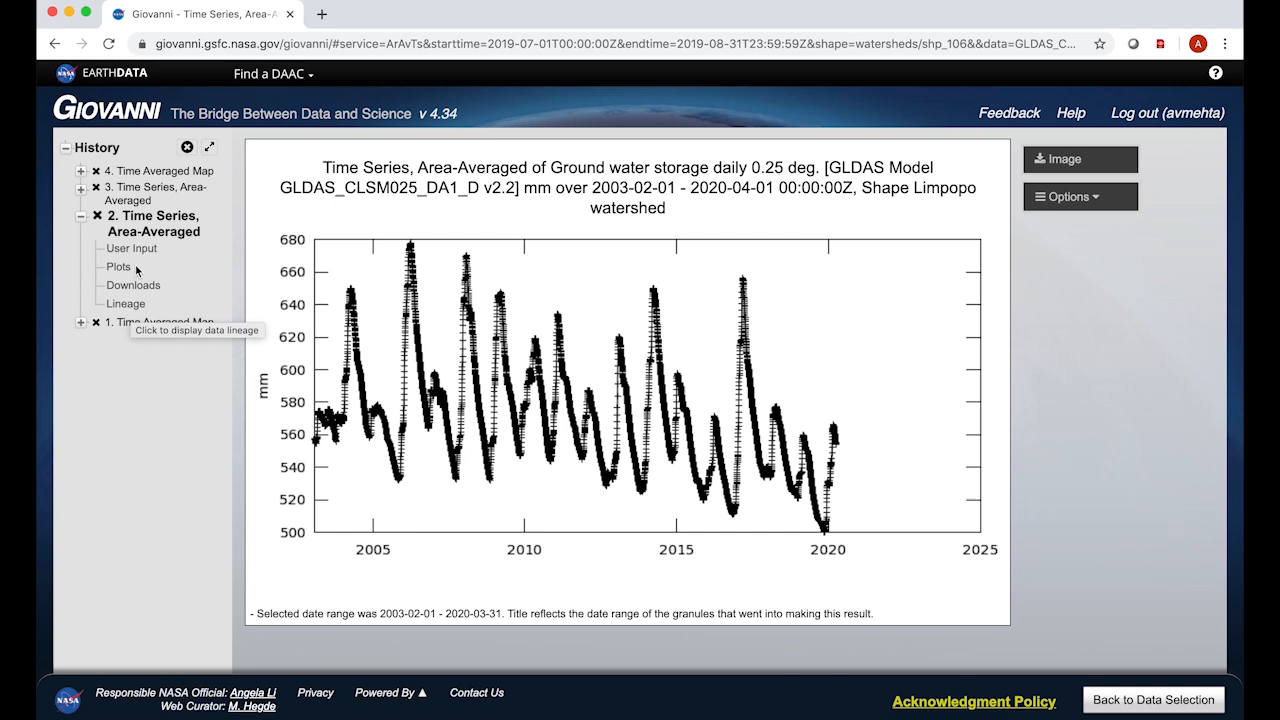 Giovanni - Time Series, Area-A
giovanni.gsfc.nasa.gov/giovanni/#service=ArAvTs&starttime=2019-07-01T00:00:00Z&endtime=2019-08-31T23:59:59Z&shape=watersheds/shp_106&&data=GLDAS_C...
A
NASA EARTHDATA
Find a DAAC
?
GIOVANNI The Bridge Between Data and Science v 4.34
Feedback Help Log out (avmehta)
History
4. Time Averaged Map
3. Time Series, Area-
Averaged
2. Time Series,
Area-Averaged
User Input
Plots
Downloads
Lineage
1. Time Averaged Map
Click to display data lineage
Time Series, Area-Averaged of Ground water storage daily 0.25 deg. [GLDAS Model
GLDAS_CLSM025_DA1_D v2.2] mm over 2003-02-01 - 2020-04-01 00:00:00Z, Shape Limpopo
watershed
680
660
640
620
600
580
560
540
520
500
mm
2005 2010 2015 2020 2025
- Selected date range was 2003-02-01 - 2020-03-31. Title reflects the date range of the granules that went into making this result.
Image
Options
NASA
Responsible NASA Official: Angela Li
Web Curator: M. Hegde
Privacy Powered By Contact Us
Acknowledgment Policy
Back to Data Selection